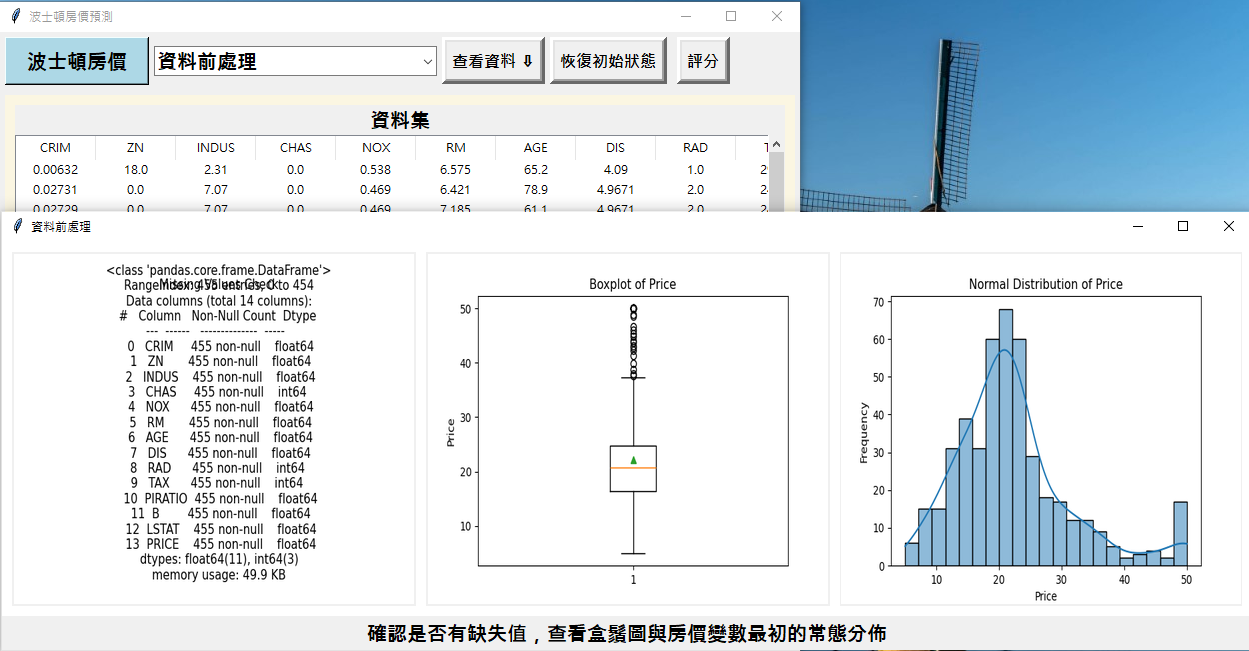 波士頓房價預測
波士頓房價 資料前處理 查看資料 ⇩ 恢復初始狀態 評分
資料集
CRIM ZN INDUS CHAS NOX RM AGE DIS RAD
0.00632 18.0 2.31 0.0 0.538 6.575 65.2 4.09 1.0
0.02731 0.0 7.07 0.0 0.469 6.421 78.9 4.9671 2.0
0.02729 0.0 7.07 0.0 0.469 7.185 61.1 4.9671 2.0
資料前處理
<class 'pandas.core.frame.DataFrame'>
Missing Values Check
RangeIndex: 455 entries, 0 to 454
Data columns (total 14 columns):
# Column Non-Null Count Dtype
--- ------ -------------- -----
0 CRIM 455 non-null float64
1 ZN 455 non-null float64
2 INDUS 455 non-null float64
3 CHAS 455 non-null int64
4 NOX 455 non-null float64
5 RM 455 non-null float64
6 AGE 455 non-null float64
7 DIS 455 non-null float64
8 RAD 455 non-null int64
9 TAX 455 non-null int64
10 PIRATIO 455 non-null float64
11 B 455 non-null float64
12 LSTAT 455 non-null float64
13 PRICE 455 non-null float64
dtypes: float64(11), int64(3)
memory usage: 49.9 KB
Boxplot of Price
50
40
30
20
10
Price
1
Normal Distribution of Price
70
60
50
40
30
20
10
0
Frequency
10 20 30 40 50
Price
確認是否有缺失值，查看盒鬚圖與房價變數最初的常態分佈